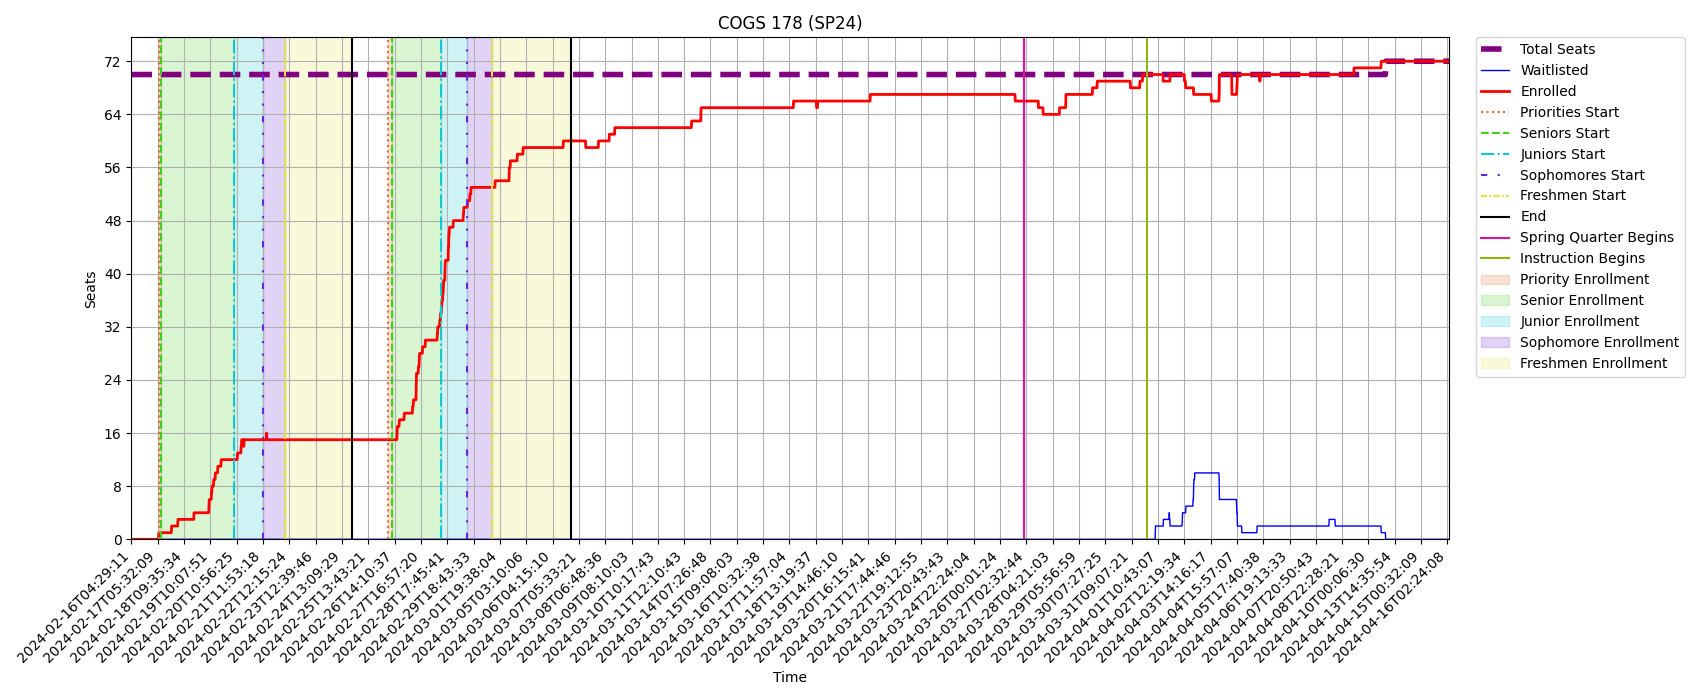 COGS 178 (SP24)
Seats
72
64
56
48
40
32
24
16
8
0
2024-02-16T04:29:11
2024-02-17T05:32:09
2024-02-18T09:35:34
2024-02-19T10:07:51
2024-02-20T10:56:25
2024-02-21T11:53:18
2024-02-22T12:15:24
2024-02-23T12:39:46
2024-02-24T13:09:29
2024-02-25T13:43:21
2024-02-26T14:10:37
2024-02-27T16:57:20
2024-02-28T17:45:41
2024-02-29T18:43:33
2024-03-01T19:38:04
2024-03-05T03:10:06
2024-03-06T04:15:10
2024-03-07T05:33:21
2024-03-08T06:48:36
2024-03-09T08:10:03
2024-03-10T10:17:43
2024-03-11T12:10:43
2024-03-14T07:26:48
2024-03-15T09:08:03
2024-03-16T10:32:38
2024-03-17T11:57:04
2024-03-18T13:19:37
2024-03-19T14:46:10
2024-03-20T16:15:41
2024-03-21T17:44:46
2024-03-22T19:12:55
2024-03-23T20:43:43
2024-03-24T22:24:04
2024-03-26T00:01:24
2024-03-27T02:32:44
2024-03-28T04:21:03
2024-03-29T05:56:59
2024-03-30T07:27:25
2024-03-31T09:07:21
2024-04-01T10:43:07
2024-04-02T12:19:34
2024-04-03T14:16:17
2024-04-04T15:57:07
2024-04-05T17:40:38
2024-04-06T19:13:33
2024-04-07T20:50:43
2024-04-08T22:28:21
2024-04-10T00:06:30
2024-04-13T14:35:54
2024-04-15T00:32:09
2024-04-16T02:24:08
Time
Total Seats
Waitlisted
Enrolled
Priorities Start
Seniors Start
Juniors Start
Sophomores Start
Freshmen Start
End
Spring Quarter Begins
Instruction Begins
Priority Enrollment
Senior Enrollment
Junior Enrollment
Sophomore Enrollment
Freshmen Enrollment